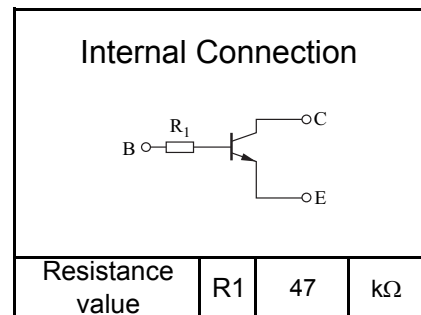 Internal Connection
R1
C
B
E
Resistance value R1 47 kΩ